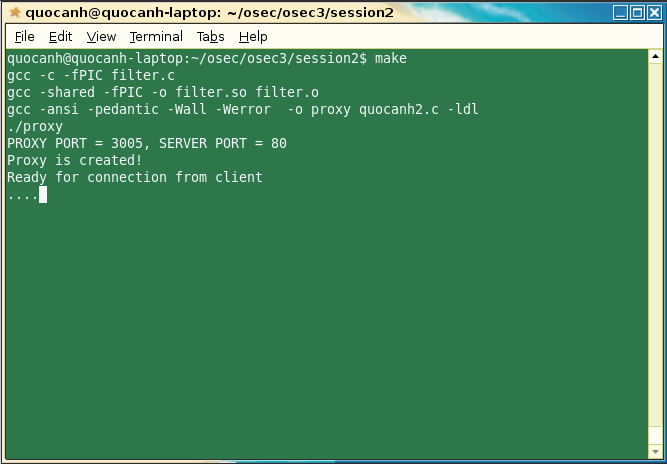 quocanh@quocanh-laptop: ~/osec/osec3/session2
File Edit View Terminal Tabs Help
quocanh@quocanh-laptop:~/osec/osec3/session2$ make
gcc -c -fPIC filter.c
gcc -shared -fPIC -o filter.so filter.o
gcc -ansi -pedantic -Wall -Werror  -o proxy quocanh2.c -ldl
./proxy
PROXY PORT = 3005, SERVER PORT = 80
Proxy is created!
Ready for connection from client
....